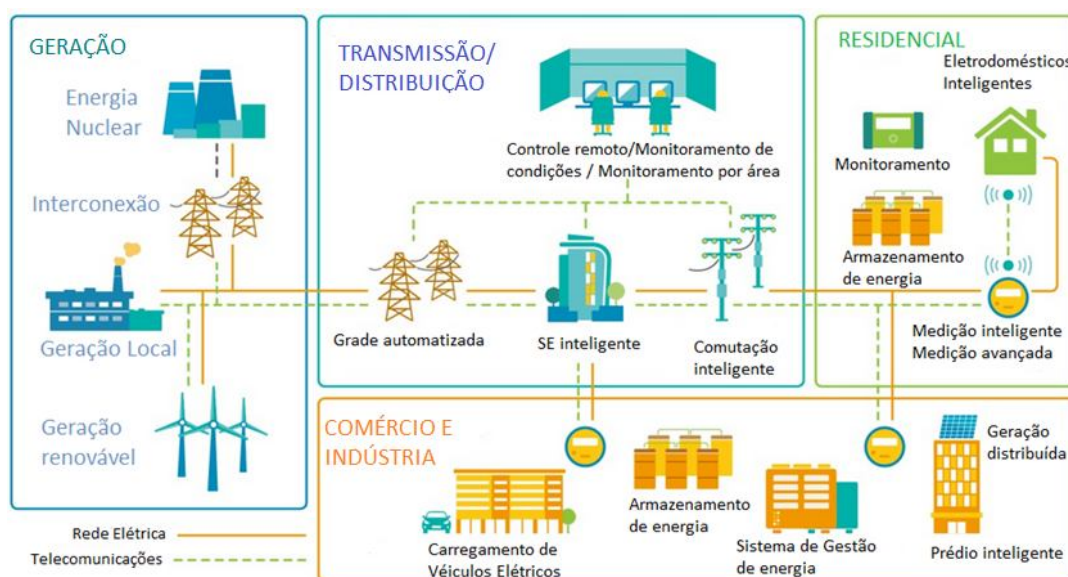 GERAÇÃO
Energia
Nuclear
Interconexão
Geração Local
Geração
renovável
Rede Elétrica
Telecomunicações
TRANSMISSÃO/
DISTRIBUIÇÃO
Controle remoto/Monitoramento de
condições / Monitoramento por área
Grade automatizada
SE inteligente
Comutação
inteligente
RESIDENCIAL
Eletrodomésticos
Inteligentes
Monitoramento
Armazenamento
de energia
Medição inteligente
Medição avançada
COMÉRCIO E
INDÚSTRIA
Carregamento de
Véiculos Elétricos
Armazenamento
de energia
Sistema de Gestão
de energia
Geração
distribuída
Prédio inteligente